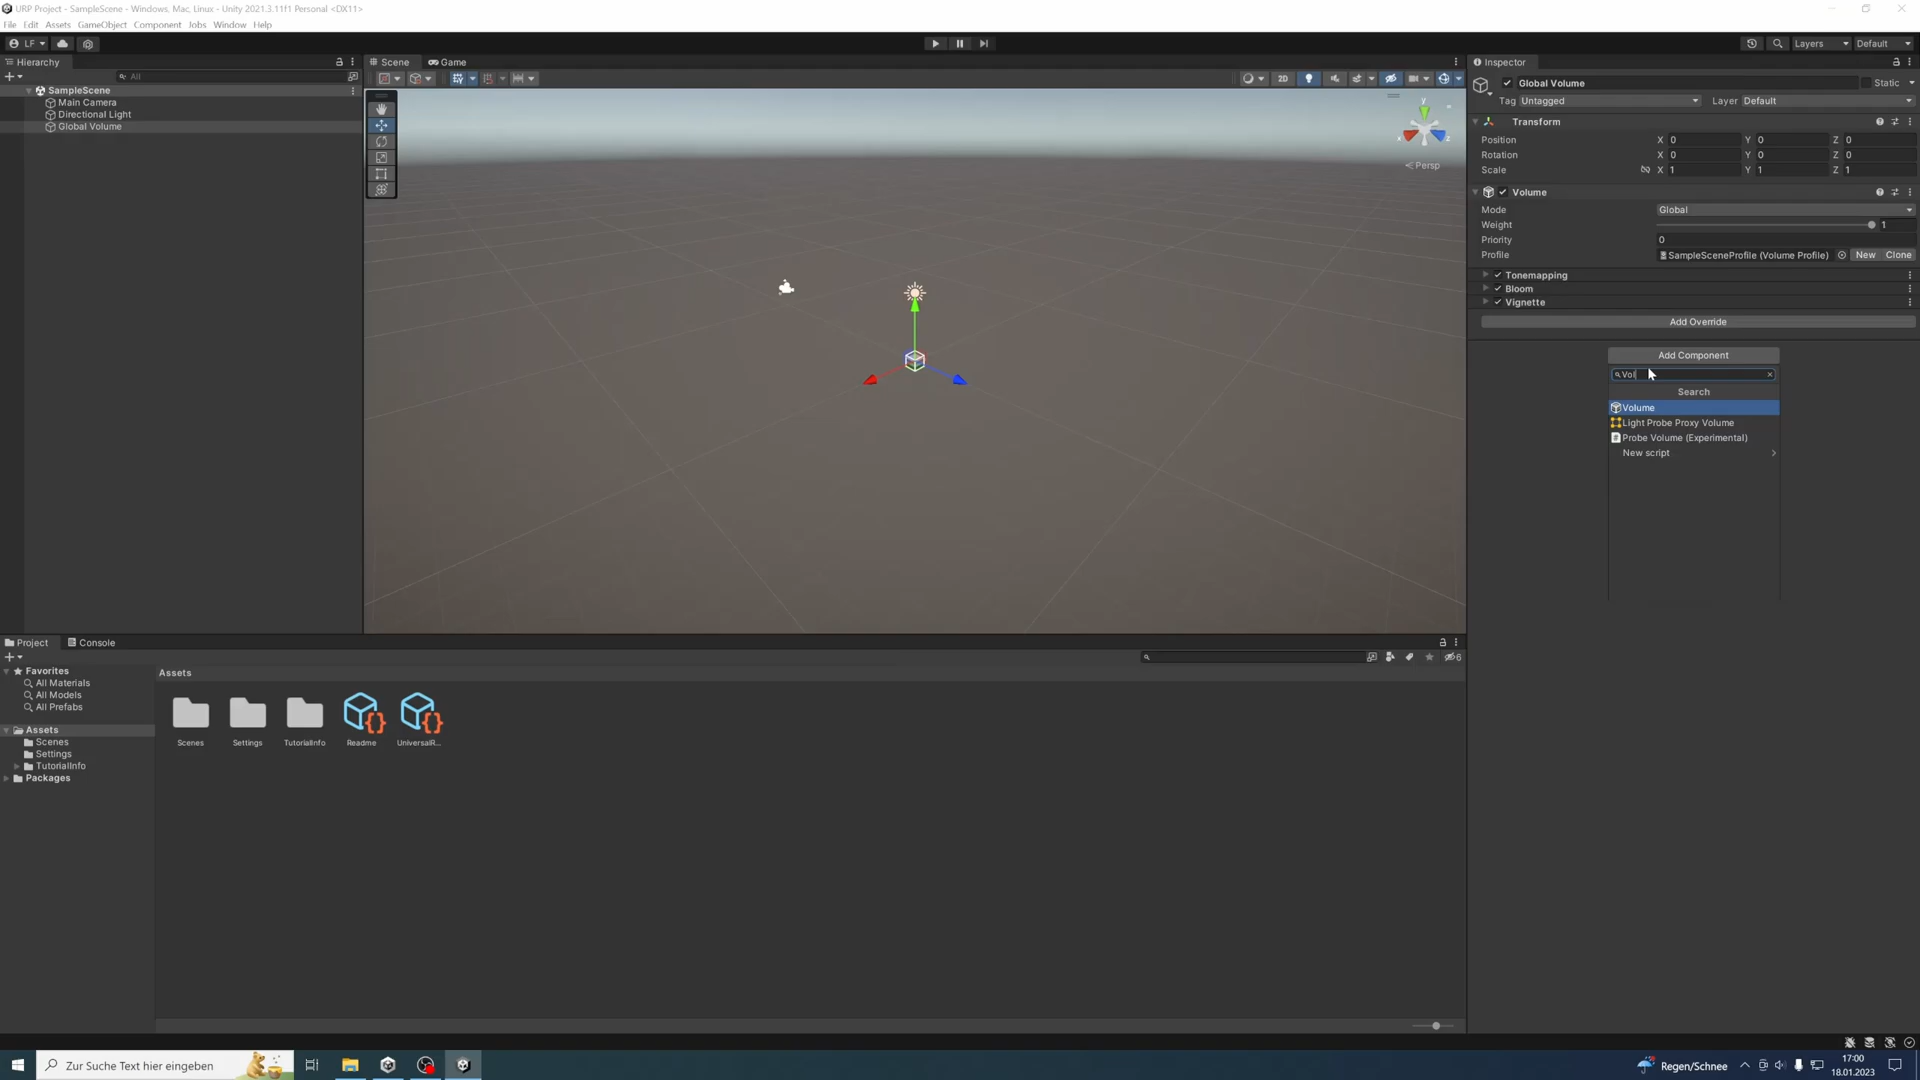 URP Project - SampleScene - Windows, Mac, Linux - Unity 2021.3.11f1 Personal <DX11>
File Edit Assets GameObject Component Jobs Window Help
LF
Layers Default
Hierarchy
All
SampleScene
Main Camera
Directional Light
Global Volume
Scene Game
2D
y
x
z
< Persp
Inspector
Global Volume Static
Tag Untagged Layer Default
Transform
Position X 0 Y 0 Z 0
Rotation X 0 Y 0 Z 0
Scale X 1 Y 1 Z 1
Volume
Mode Global
Weight 1
Priority 0
Profile SampleSceneProfile (Volume Profile) New Clone
Tonemapping
Bloom
Vignette
Add Override
Add Component
Vol
Search
Volume
Light Probe Proxy Volume
Probe Volume (Experimental)
New script
Project Console
6
Favorites
All Materials
All Models
All Prefabs
Assets
Scenes
Settings
TutorialInfo
Packages
Assets
Scenes Settings TutorialInfo Readme UniversalR...
Zur Suche Text hier eingeben
Regen/Schnee
17:00
18.01.2023